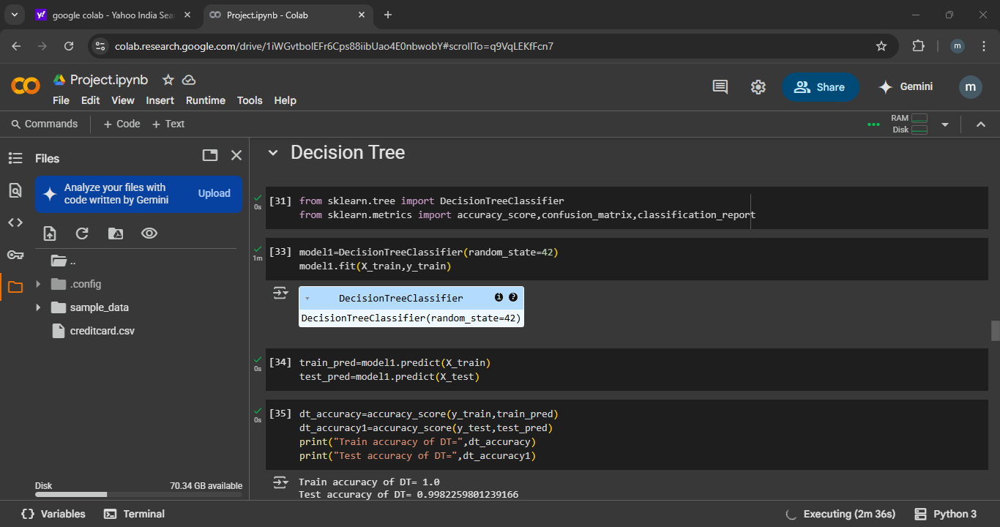 google colab - Yahoo India Sea
Project.ipynb - Colab
colab.research.google.com/drive/1iWGvtbolEFr6Cps88iibUao4E0nbwobY#scrollTo=q9VqLEKfFcn7
m
Project.ipynb
File Edit View Insert Runtime Tools Help
Share
Gemini
m
Commands + Code + Text
RAM
Disk
Files
Analyze your files with
code written by Gemini
Upload
..
.config
sample_data
creditcard.csv
Disk 70.34 GB available
Decision Tree
0s
[31] from sklearn.tree import DecisionTreeClassifier
from sklearn.metrics import accuracy_score,confusion_matrix,classification_report
1m
[33] model1=DecisionTreeClassifier(random_state=42)
model1.fit(X_train,y_train)
DecisionTreeClassifier i ?
DecisionTreeClassifier(random_state=42)
0s
[34] train_pred=model1.predict(X_train)
test_pred=model1.predict(X_test)
0s
[35] dt_accuracy=accuracy_score(y_train,train_pred)
dt_accuracy1=accuracy_score(y_test,test_pred)
print("Train accuracy of DT=",dt_accuracy)
print("Test accuracy of DT=",dt_accuracy1)
Train accuracy of DT= 1.0
Test accuracy of DT= 0.9982259801239166
Variables Terminal
Executing (2m 36s) Python 3